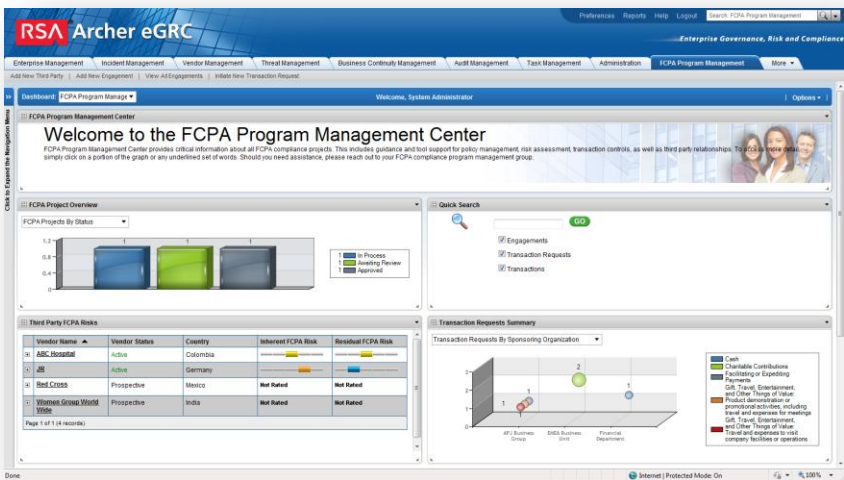 Preferences Reports Help Logout Search: FCPA Program Management
RSA Archer eGRC
Enterprise Governance, Risk and Compliance
Enterprise Management Incident Management Vendor Management Threat Management Business Continuity Management Audit Management Task Management Administration FCPA Program Management More
Add New Third Party | Add New Engagement | View All Engagements | Initiate New Transaction Request
Dashboard: FCPA Program Manage Welcome, System Administrator Options
Click to Expand the Navigation Menu
FCPA Program Management Center
Welcome to the FCPA Program Management Center
FCPA Program Management Center provides critical information about all FCPA compliance projects. This includes guidance and tool support for policy management, risk assessment, transaction controls, as well as third party relationships. To access more detail
simply click on a portion of the graph or any underlined set of words. Should you need assistance, please reach out to your FCPA compliance program management group.
FCPA Project Overview
FCPA Projects By Status
1.2
0.8
0.4
0
1 1 1
1 In Process
1 Awaiting Review
1 Approved
Quick Search
GO
Engagements
Transaction Requests
Transactions
Third Party FCPA Risks
Vendor Name Vendor Status Country Inherent FCPA Risk Residual FCPA Risk
ABC Hospital Active Colombia
JR Active Germany
Red Cross Prospective Mexico Not Rated Not Rated
Women Group World Wide Prospective India Not Rated Not Rated
Page 1 of 1 (4 records)
Transaction Requests Summary
Transaction Requests By Sponsoring Organization
3
2
1
0
1 1 2 1
APJ Business Group
EMEA Business Unit
Financial Department
Cash
Charitable Contributions
Facilitating or Expediting
Payments
Gift, Travel, Entertainment,
and Other Things of Value:
Product demonstration or
promotional activities, including
travel and expenses for meetings
Gift, Travel, Entertainment,
and Other Things of Value:
Travel and expenses to visit
company facilities or operations
Done Internet | Protected Mode: On 100%